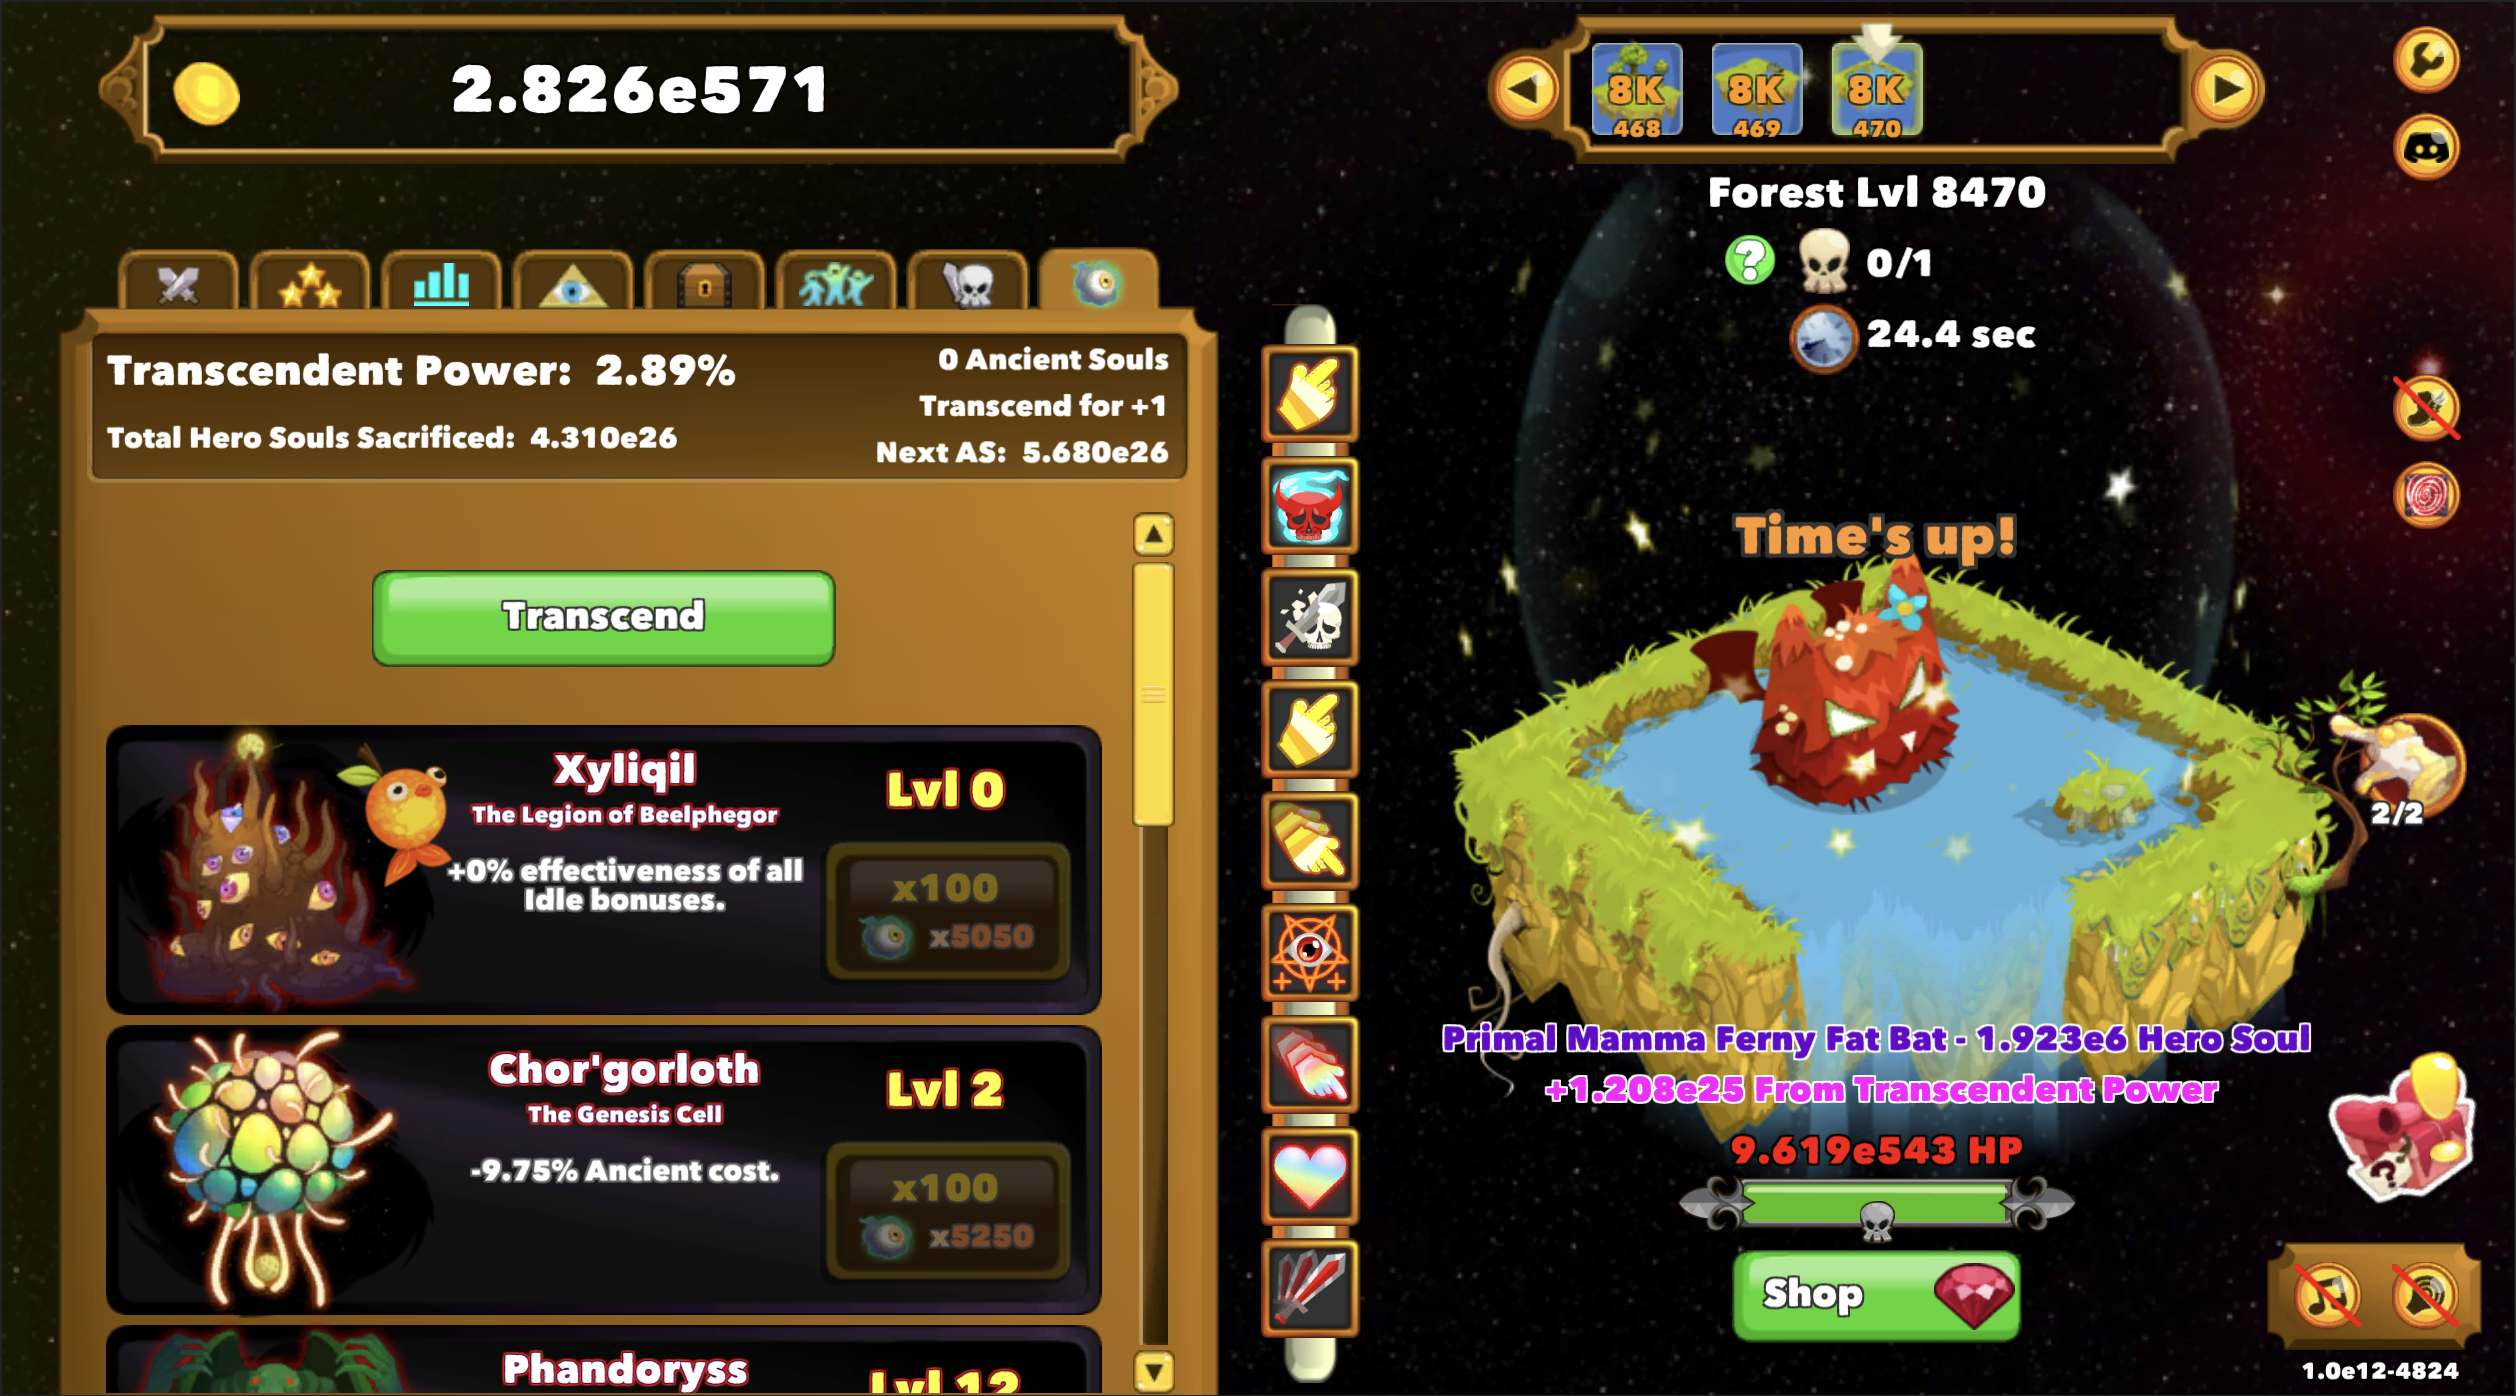 2.826e571
8K
468
8K
469
8K
470
Forest Lvl 8470
0/1
24.4 sec
Transcendent Power: 2.89%
Total Hero Souls Sacrificed: 4.310e26
0 Ancient Souls
Transcend for +1
Next AS: 5.680e26
Transcend
Xyliqil
The Legion of Beelphegor
+0% effectiveness of all
Idle bonuses.
Lvl 0
x100
x5050
Chor'gorloth
The Genesis Cell
-9.75% Ancient cost.
Lvl 2
x100
x5250
Phandoryss
Lvl 12
Time's up!
2/2
Primal Mamma Ferny Fat Bat - 1.923e6 Hero Soul
+1.208e25 From Transcendent Power
9.619e543 HP
Shop
1.0e12-4824